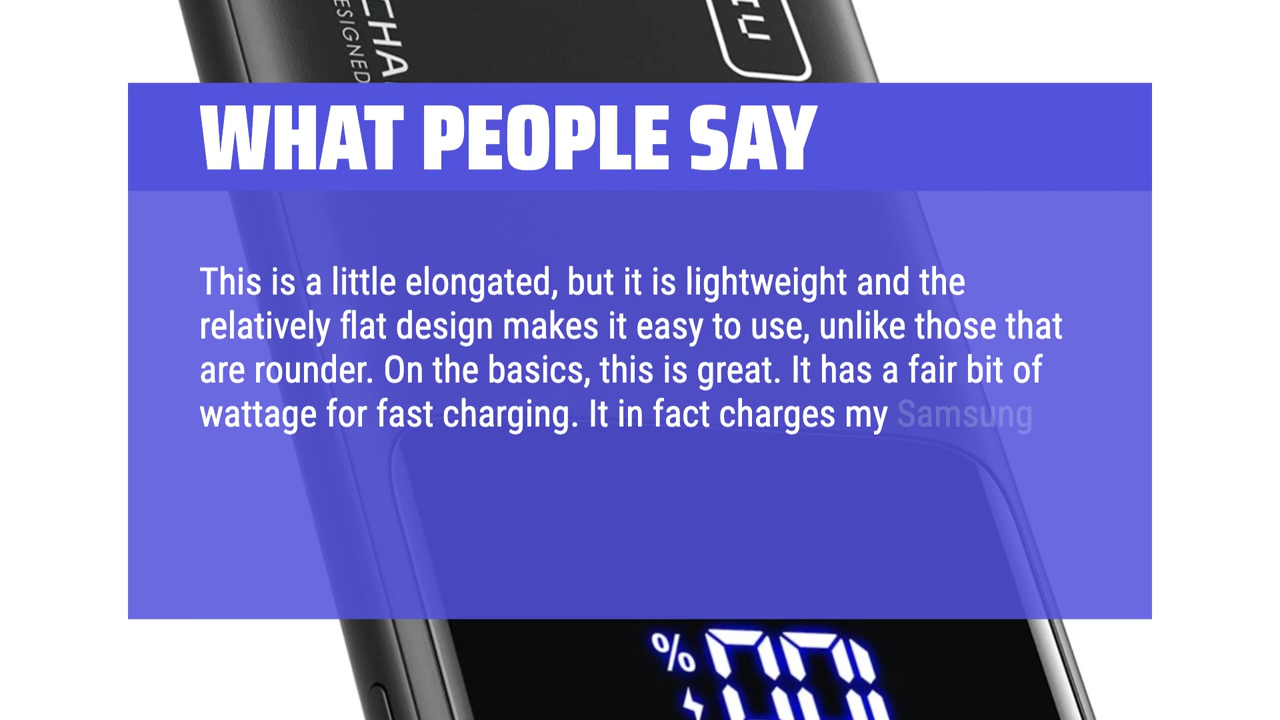 CHA
ESIGNED
WHAT PEOPLE SAY
This is a little elongated, but it is lightweight and the
relatively flat design makes it easy to use, unlike those that
are rounder. On the basics, this is great. It has a fair bit of
wattage for fast charging. It in fact charges my Samsung
%